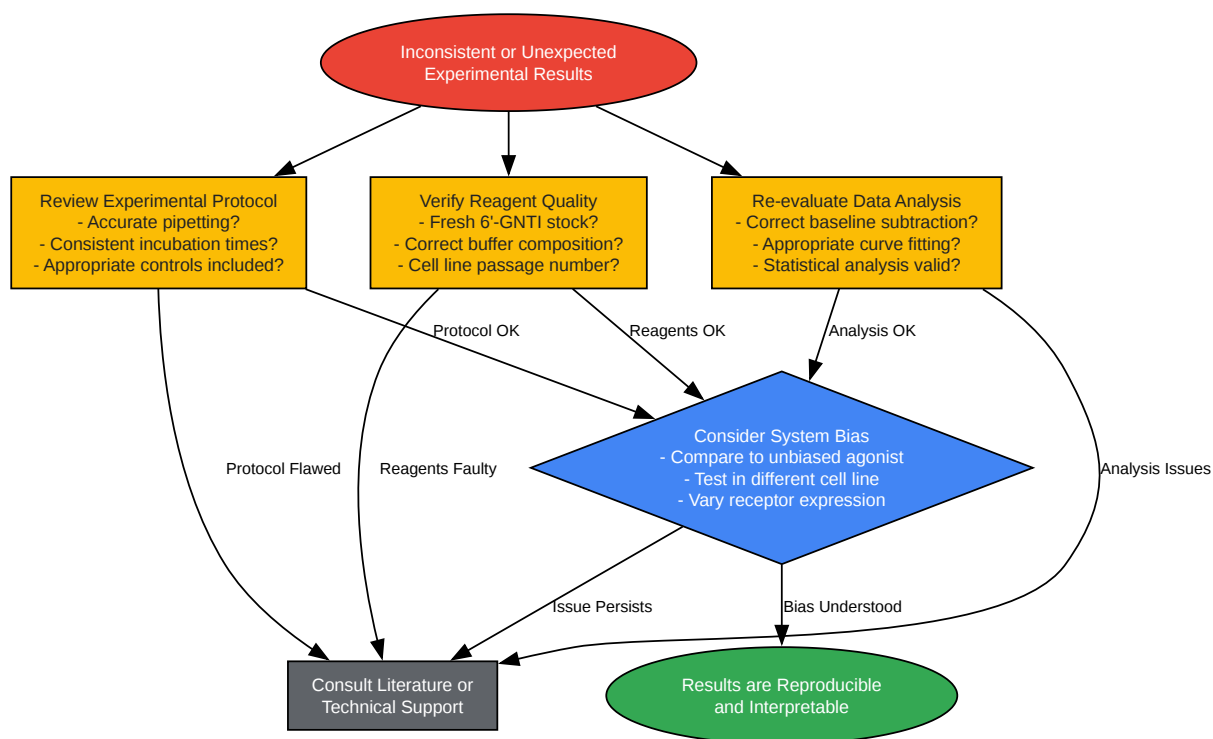 Inconsistent or Unexpected
Experimental Results
Review Experimental Protocol
- Accurate pipetting?
- Consistent incubation times?
- Appropriate controls included?
Verify Reagent Quality
- Fresh 6'-GNTI stock?
- Correct buffer composition?
- Cell line passage number?
Re-evaluate Data Analysis
- Correct baseline subtraction?
- Appropriate curve fitting?
- Statistical analysis valid?
Protocol OK
Reagents OK
Analysis OK
Consider System Bias
- Compare to unbiased agonist
- Test in different cell line
- Vary receptor expression
Protocol Flawed
Reagents Faulty
Analysis Issues
Issue Persists
Bias Understood
Consult Literature or
Technical Support
Results are Reproducible
and Interpretable